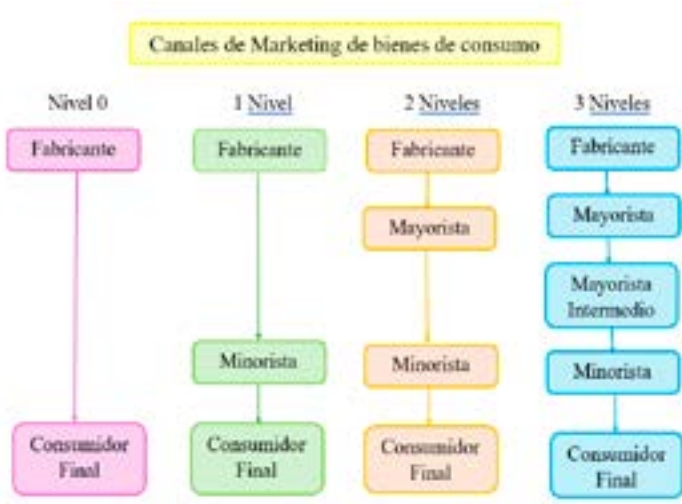 Canales de Marketing de bienes de consumo
Nivel 0
Fabricante
Consumidor
Final
1 Nivel
Fabricante
Minorista
Consumidor
Final
2 Niveles
Fabricante
Mayorista
Minorista
Consumidor
Final
3 Niveles
Fabricante
Mayorista
Mayorista
Intermedio
Minorista
Consumidor
Final